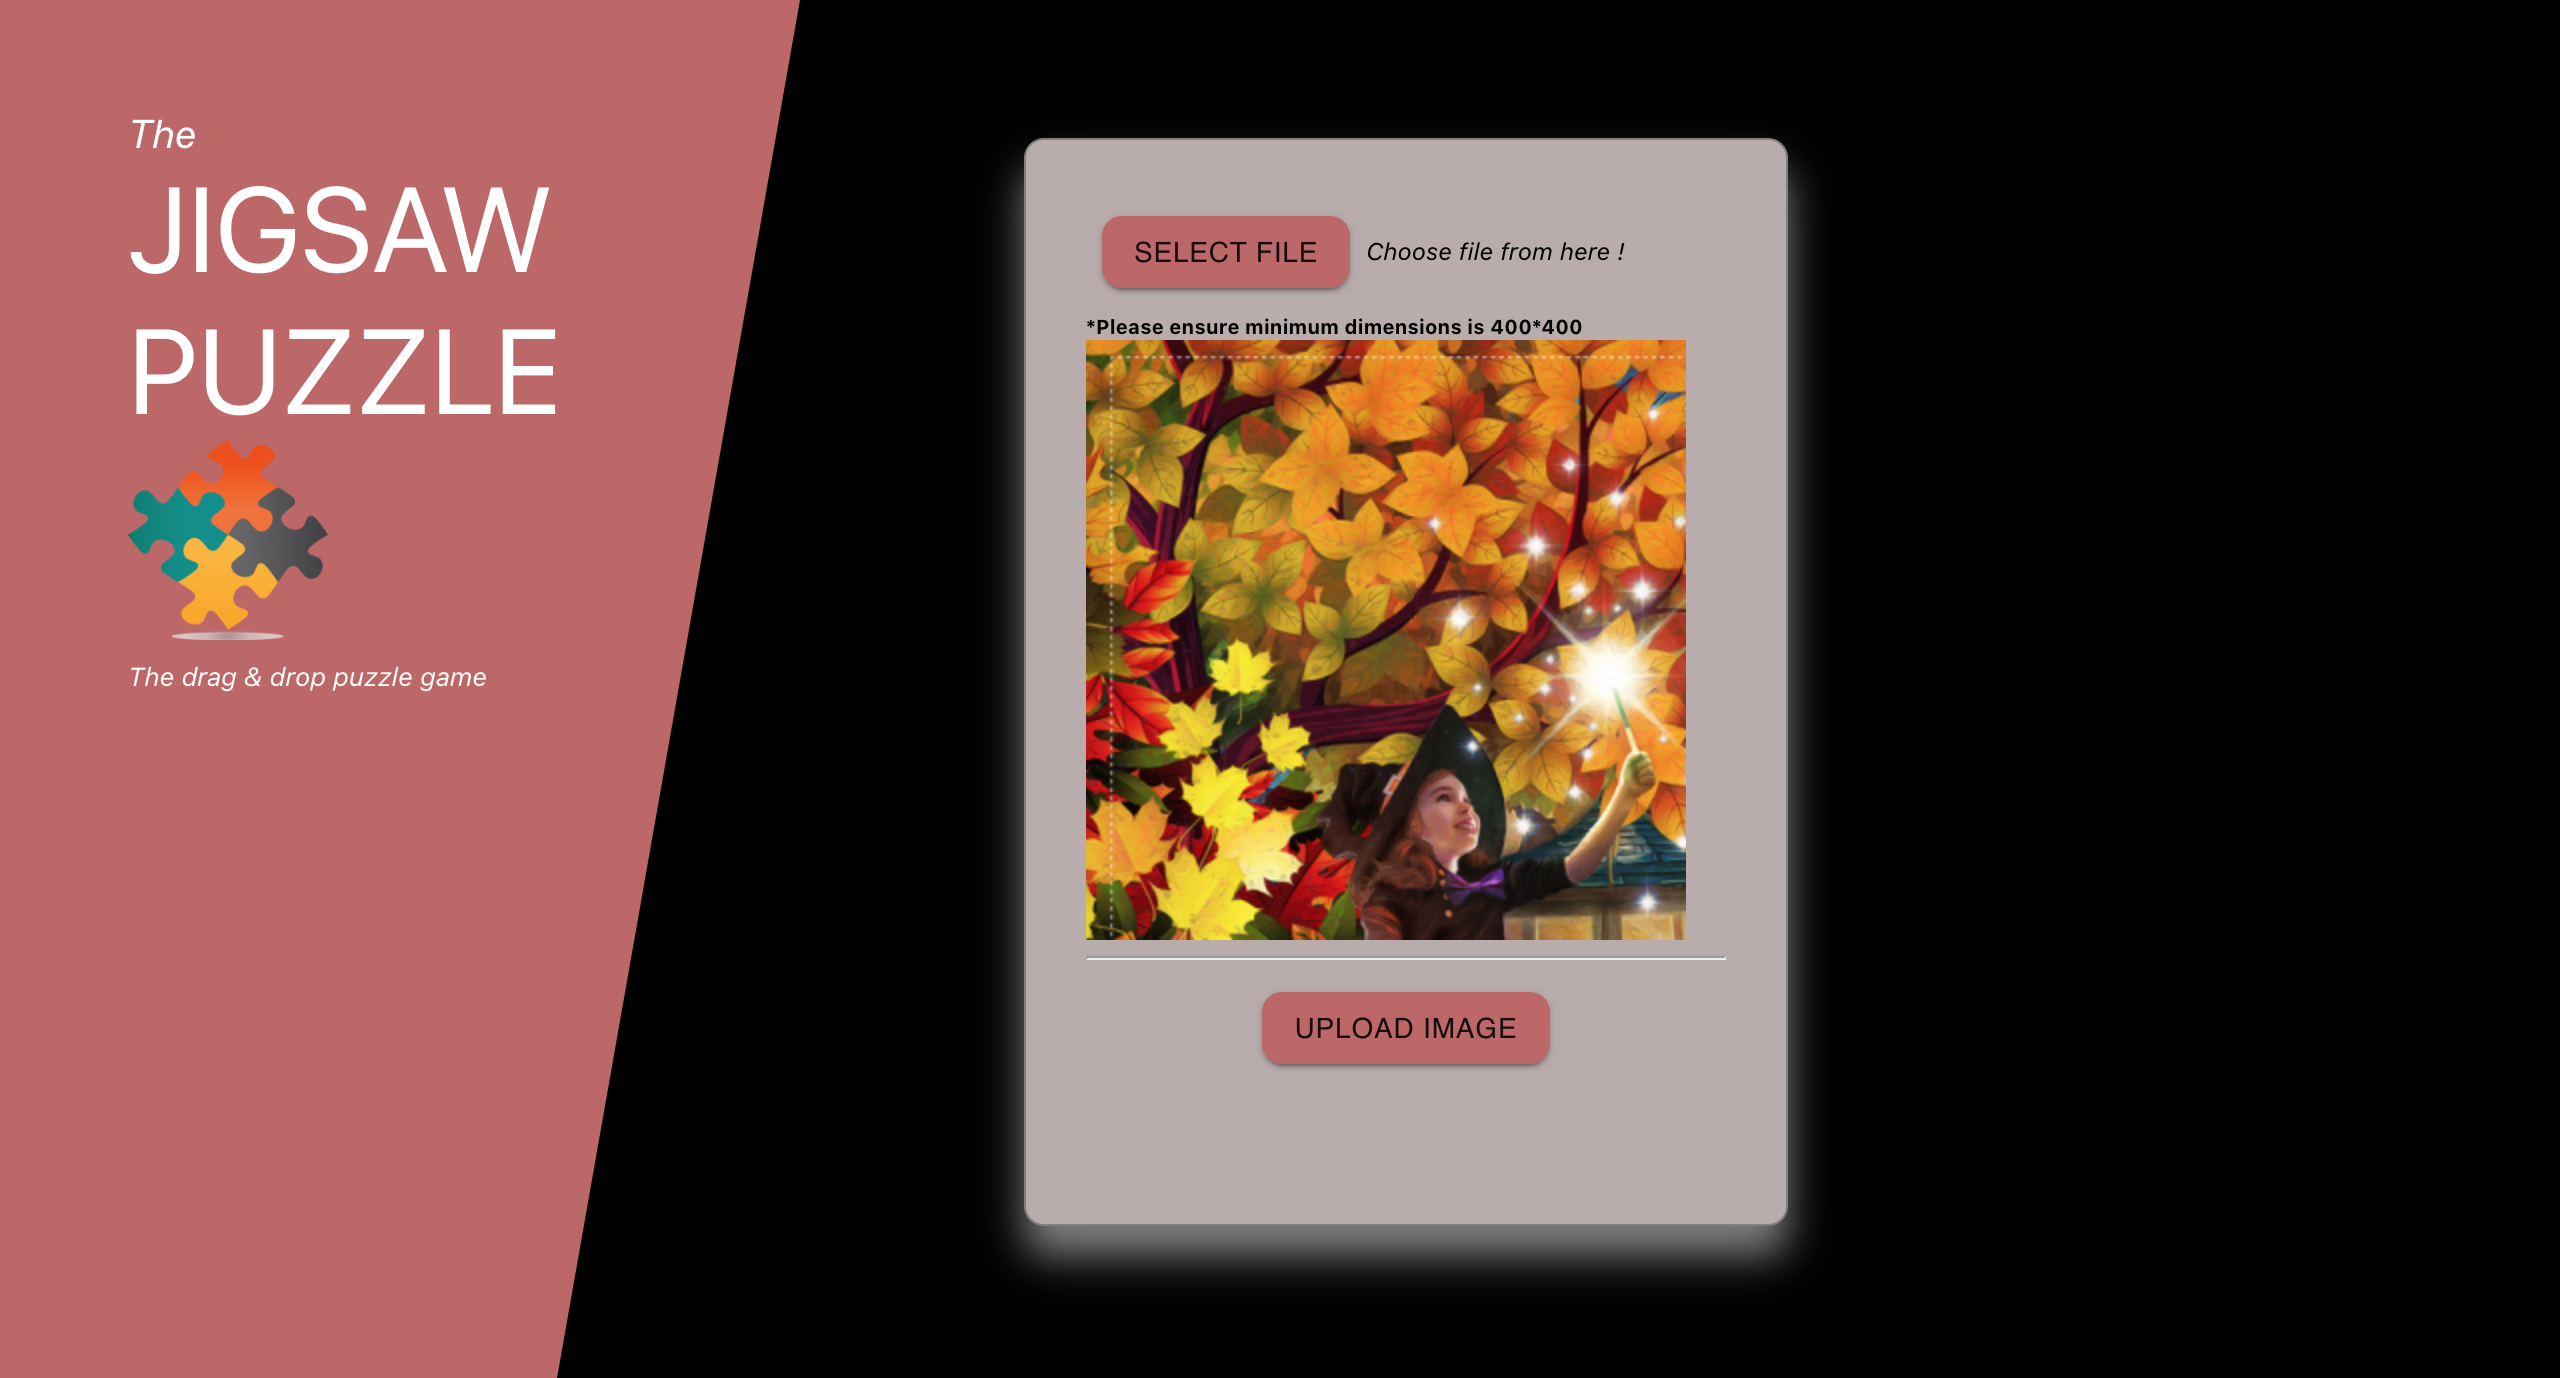 The
JIGSAW
PUZZLE
The drag & drop puzzle game
SELECT FILE
Choose file from here !
*Please ensure minimum dimensions is 400*400
UPLOAD IMAGE